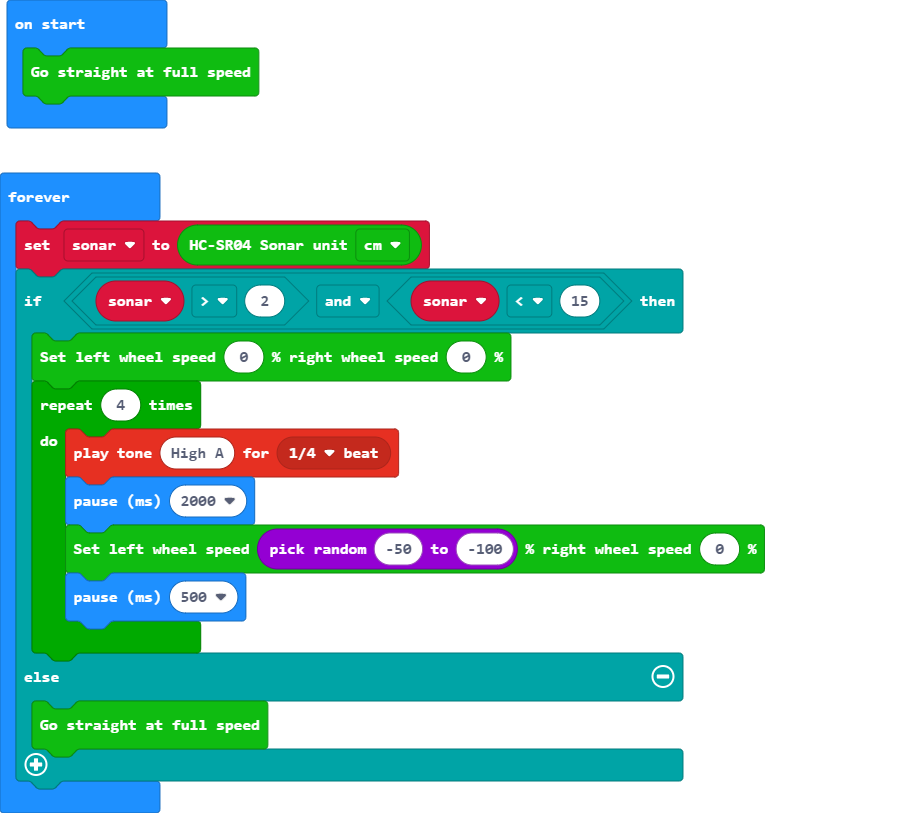 on start
Go straight at full speed
forever
set sonar to HC-SR04 Sonar unit cm
if sonar > 2 and sonar < 15 then
Set left wheel speed 0 % right wheel speed 0 %
repeat 4 times
do
play tone High A for 1/4 beat
pause (ms) 2000
Set left wheel speed pick random -50 to -100 % right wheel speed 0 %
pause (ms) 500
else
Go straight at full speed